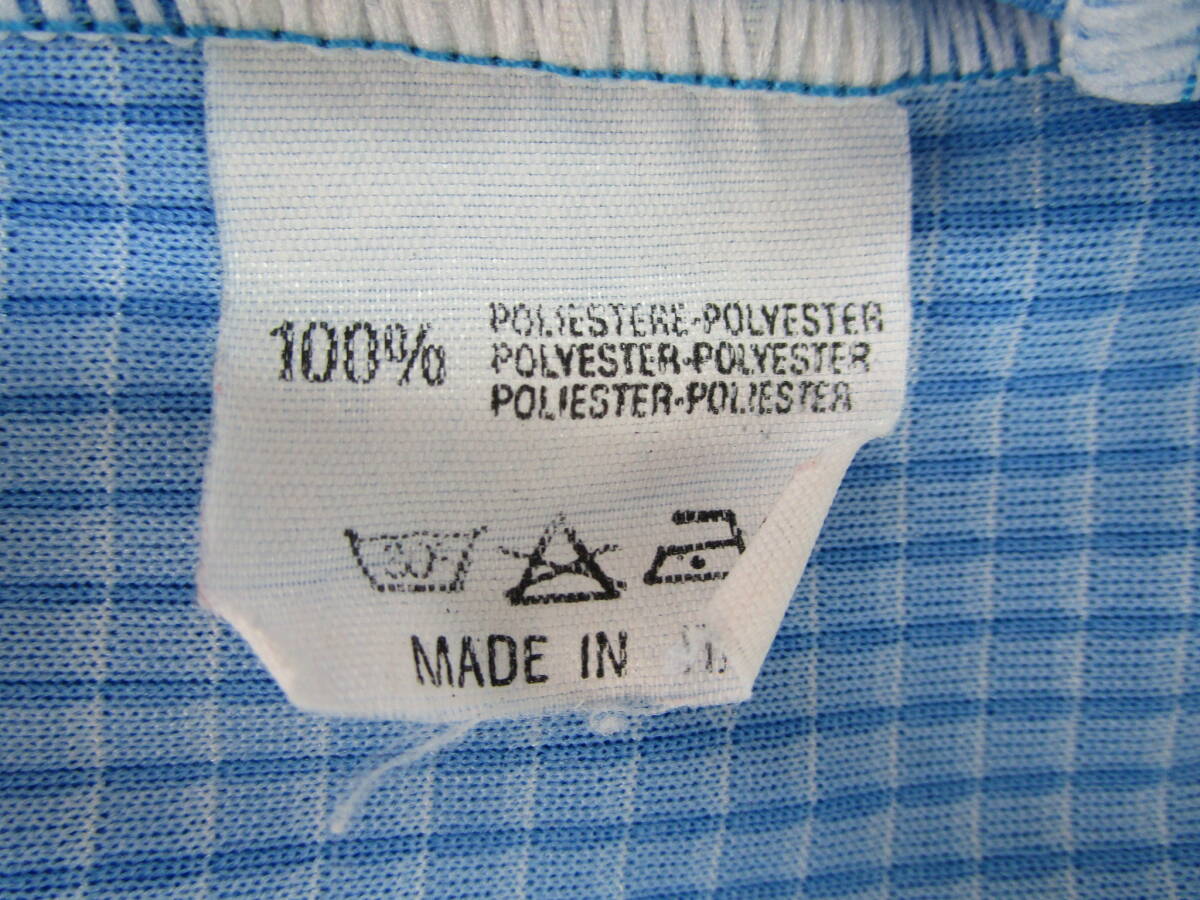 100% POLIESTERE-POLYESTER
POLYESTER-POLYESTER
POLIESTER-POLIESTER
30°
MADE IN